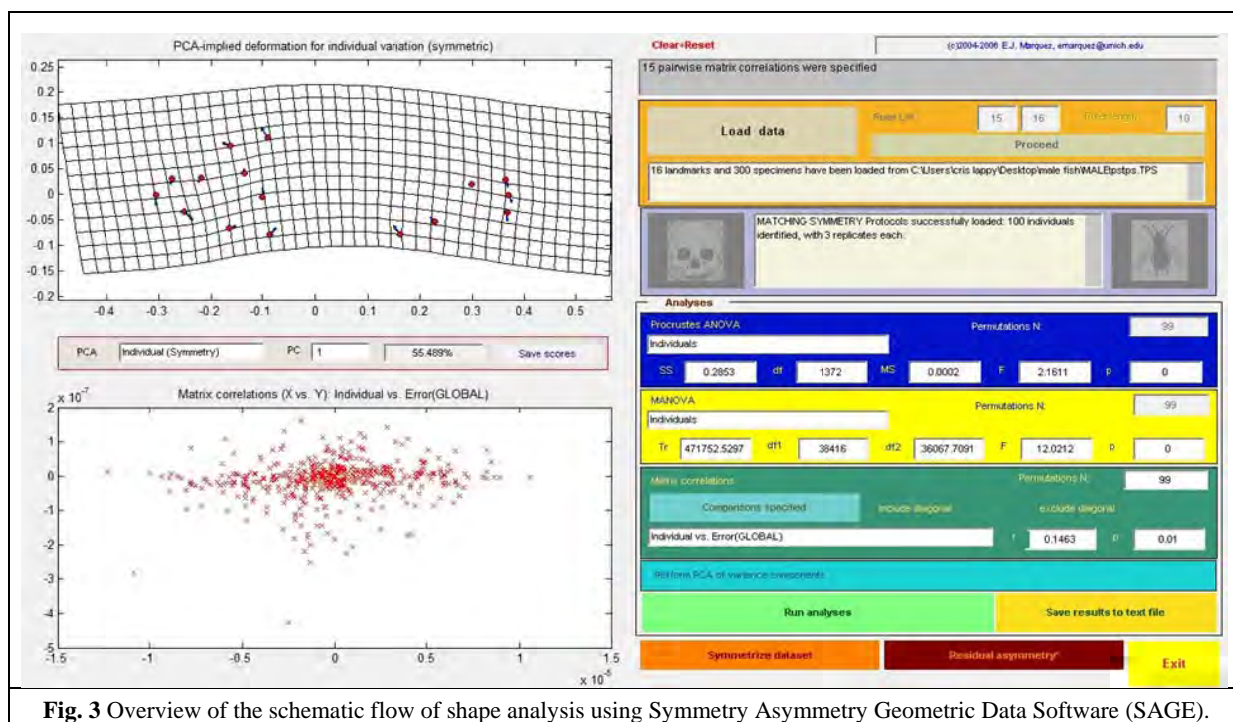 PCA-implied deformation for individual variation (symmetric)
0.25
0.2
0.15
0.1
0.05
0
-0.05
-0.1
-0.15
-0.2
-0.4 -0.3 -0.2 -0.1 0 0.1 0.2 0.3 0.4 0.5
PCA Individual (Symmetry) PC 1 55.489% Save scores
x 10⁻⁷ Matrix correlations (X vs. Y): Individual vs. Error(GLOBAL)
2
1
0
-1
-2
-3
-4
-5
-1.5 -1 -0.5 0 0.5 1 1.5
x 10⁻⁵
Clear+Reset (c)2004-2006 E.J. Marquez, emarquez@umich.edu
15 pairwise matrix correlations were specified
Load data 15 16 10
Proceed
16 landmarks and 300 specimens have been loaded from C:\Users\cris lappy\Desktop\male fish\MALEtpstps.TPS
MATCHING SYMMETRY Protocols successfully loaded: 100 individuals
identified, with 3 replicates each.
Analyses
Procrustes ANOVA Permutations N: 99
Individuals
SS 0.2853 df 1372 MS 0.0002 F 2.1611 p 0
MANOVA Permutations N: 99
Individuals
Tr 471752.5297 df1 38416 df2 36067.7091 F 12.0212 p 0
Matrix correlations Permutations N: 99
Comparisons specified include diagonal exclude diagonal
Individual vs. Error(GLOBAL) r 0.1463 p 0.01
Perform PCA of variance components
Run analyses Save results to text file
Symmetrize dataset Residual asymmetry* Exit
Fig. 3 Overview of the schematic flow of shape analysis using Symmetry Asymmetry Geometric Data Software (SAGE).